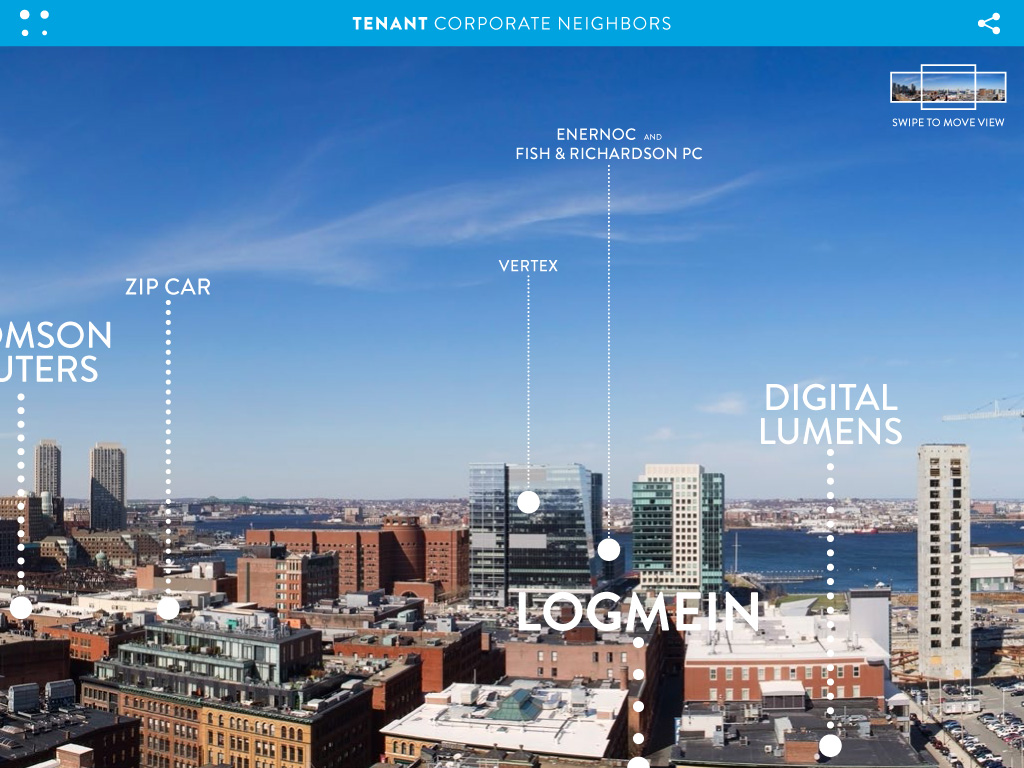 TENANT CORPORATE NEIGHBORS
SWIPE TO MOVE VIEW
ENERNOC AND
FISH & RICHARDSON PC
VERTEX
ZIP CAR
OMSON
UTERS
DIGITAL
LUMENS
LOGMEIN